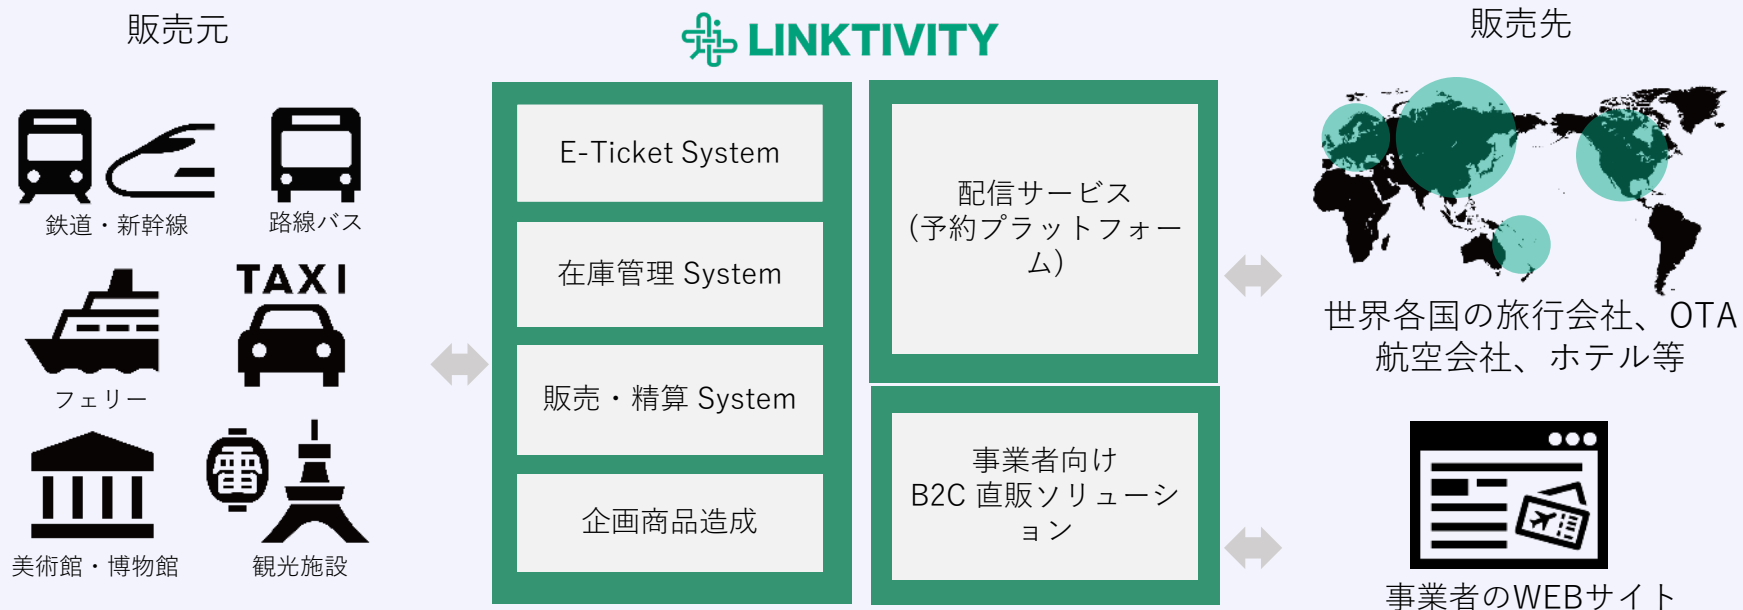 販売元
LINKTIVITY
販売先
鉄道・新幹線
路線バス
TAXI
フェリー
電
美術館・博物館
観光施設
E-Ticket System
在庫管理 System
販売・精算 System
企画商品造成
配信サービス
(予約プラットフォー
ム)
事業者向け
B2C 直販ソリューシ
ョン
世界各国の旅行会社、OTA
航空会社、ホテル等
事業者のWEBサイト